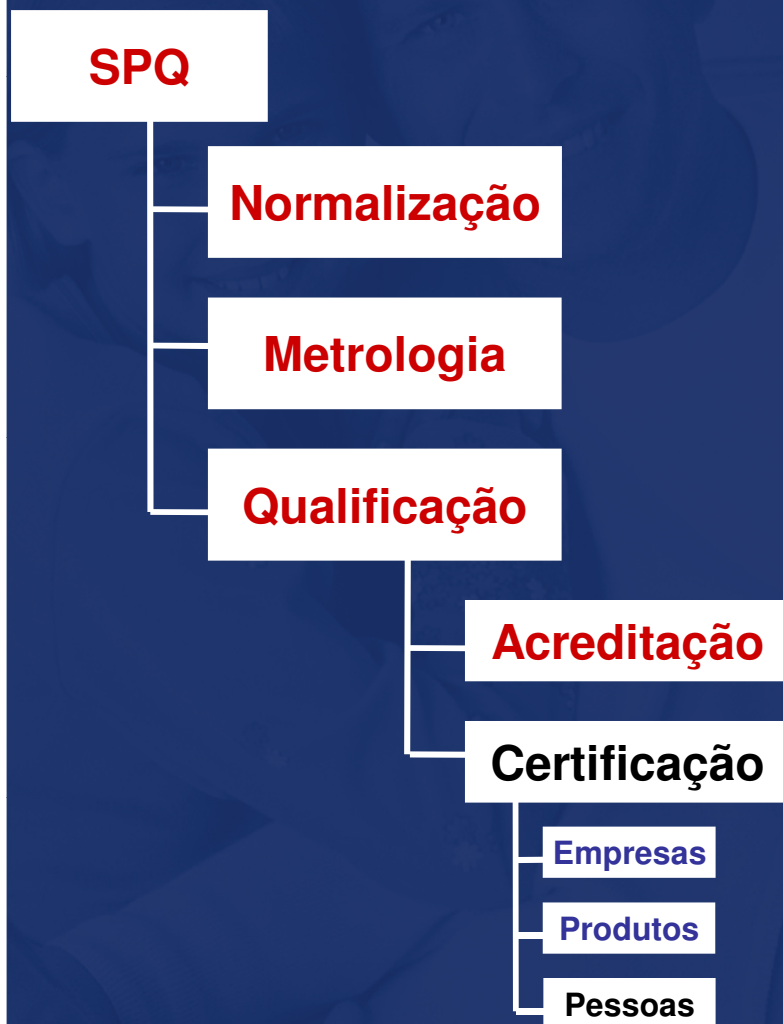 SPQ
Normalização
Metrologia
Qualificação
Acreditação
Certificação
Empresas
Produtos
Pessoas